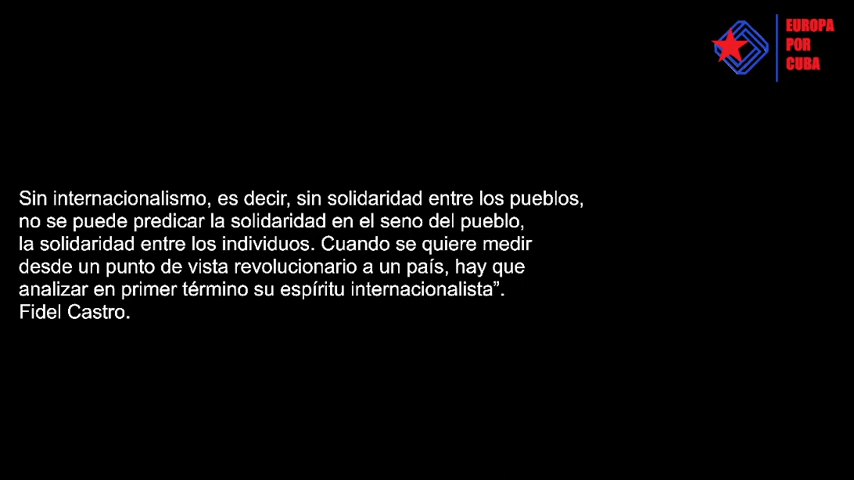 EUROPA
POR
CUBA
Sin internacionalismo, es decir, sin solidaridad entre los pueblos,
no se puede predicar la solidaridad en el seno del pueblo,
la solidaridad entre los individuos. Cuando se quiere medir
desde un punto de vista revolucionario a un país, hay que
analizar en primer término su espíritu internacionalista”.
Fidel Castro.